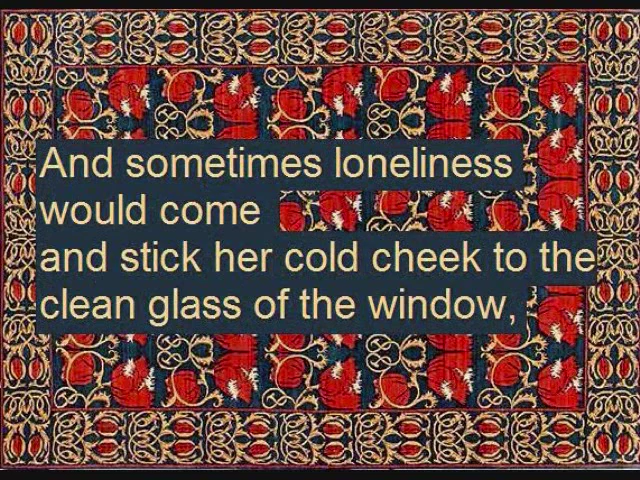 And sometimes loneliness
would come
and stick her cold cheek to the
clean glass of the window,